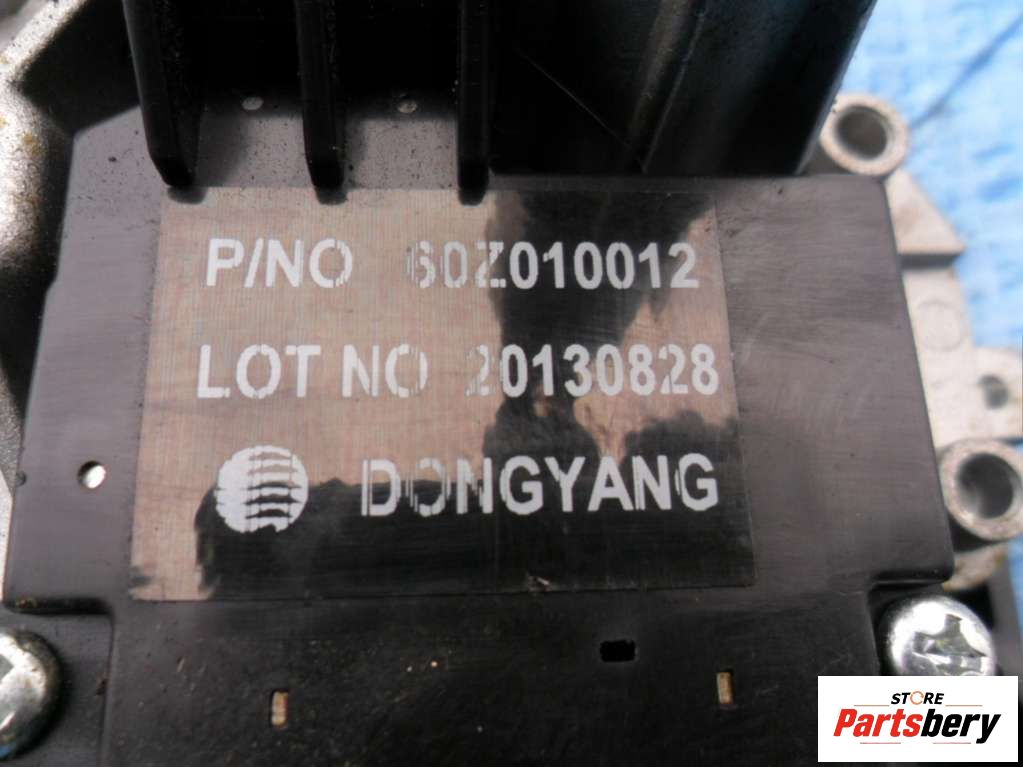 P/NO 60Z010012
LOT NO 20130828
DONGYANG
STORE
Partsbery